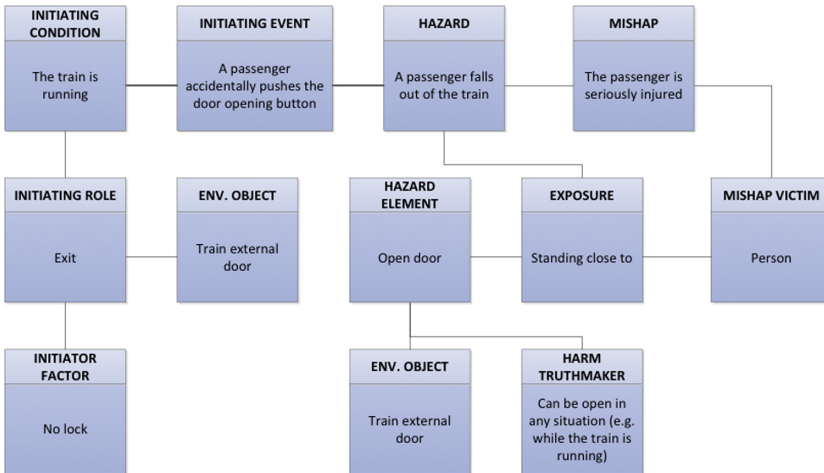 INITIATING
CONDITION
The train is
running
INITIATING EVENT
A passenger
accidentally pushes the
door opening button
HAZARD
A passenger falls
out of the train
MISHAP
The passenger is
seriously injured
INITIATING ROLE
Exit
ENV. OBJECT
Train external
door
HAZARD
ELEMENT
Open door
EXPOSURE
Standing close to
MISHAP VICTIM
Person
INITIATOR
FACTOR
No lock
ENV. OBJECT
Train external
door
HARM
TRUTHMAKER
Can be open in
any situation (e.g.
while the train is
running)